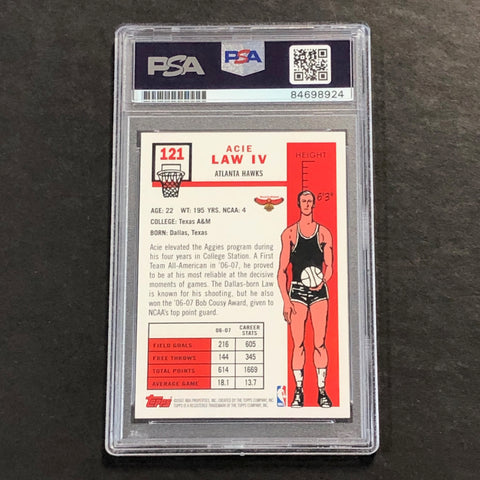 PSA
PSA
84698924
121
ACIE
LAW IV
ATLANTA HAWKS
HEIGHT
6'3"
AGE: 22 WT: 195 YRS. NCAA: 4
COLLEGE: Texas A&M
BORN: Dallas, Texas
Acie elevated the Aggies program during
his four years in College Station. A First
Team All-American in '06-07, he proved
to be at his most reliable at the decisive
moments of games. The Dallas-born Law
is known for his shooting, but he also
won the '06-07 Bob Cousy Award, given to
NCAA's top point guard.
06-07 CAREER STATS
FIELD GOALS 216 605
FREE THROWS 144 345
TOTAL POINTS 614 1669
AVERAGE GAME 18.1 13.7
Topps
NBA